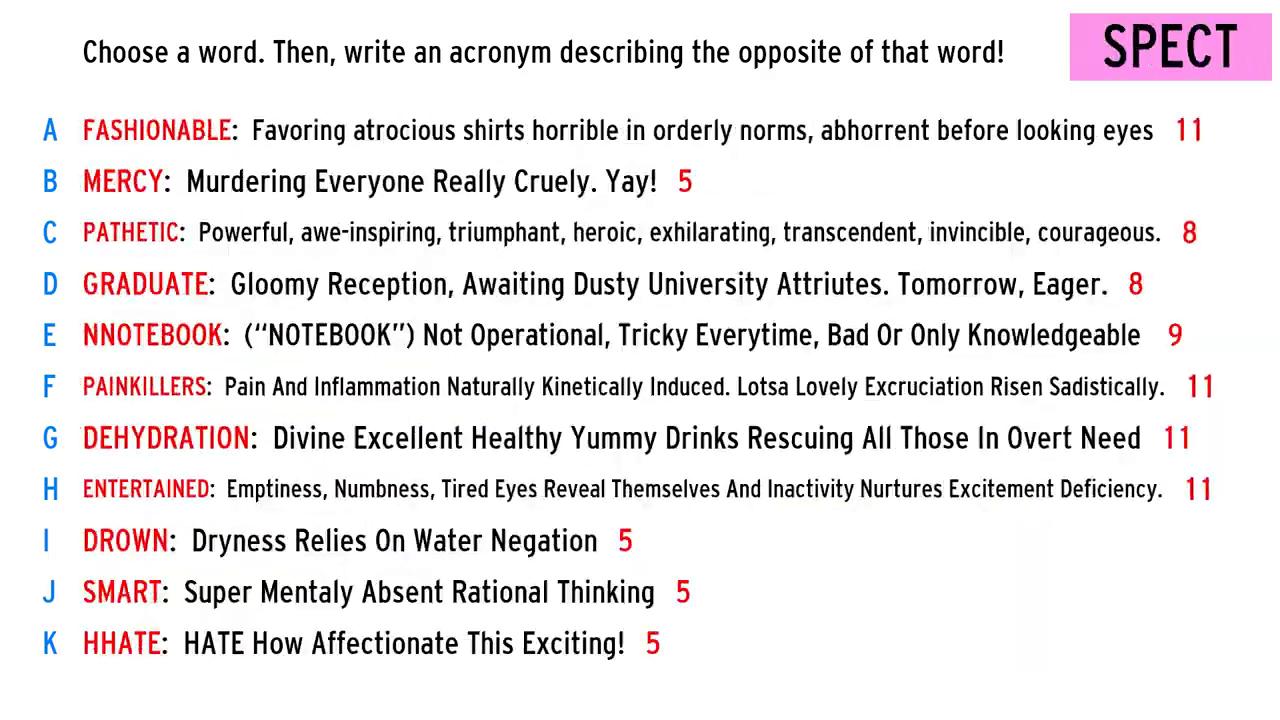 Choose a word. Then, write an acronym describing the opposite of that word!
SPECT
A FASHIONABLE: Favoring atrocious shirts horrible in orderly norms, abhorrent before looking eyes 11
B MERCY: Murdering Everyone Really Cruely. Yay! 5
C PATHETIC: Powerful, awe-inspiring, triumphant, heroic, exhilarating, transcendent, invincible, courageous. 8
D GRADUATE: Gloomy Reception, Awaiting Dusty University Attriutes. Tomorrow, Eager. 8
E NNOTEBOOK: (“NOTEBOOK”) Not Operational, Tricky Everytime, Bad Or Only Knowledgeable 9
F PAINKILLERS: Pain And Inflammation Naturally Kinetically Induced. Lotsa Lovely Excruciation Risen Sadistically. 11
G DEHYDRATION: Divine Excellent Healthy Yummy Drinks Rescuing All Those In Overt Need 11
H ENTERTAINED: Emptiness, Numbness, Tired Eyes Reveal Themselves And Inactivity Nurtures Excitement Deficiency. 11
I DROWN: Dryness Relies On Water Negation 5
J SMART: Super Mentaly Absent Rational Thinking 5
K HHATE: HATE How Affectionate This Exciting! 5